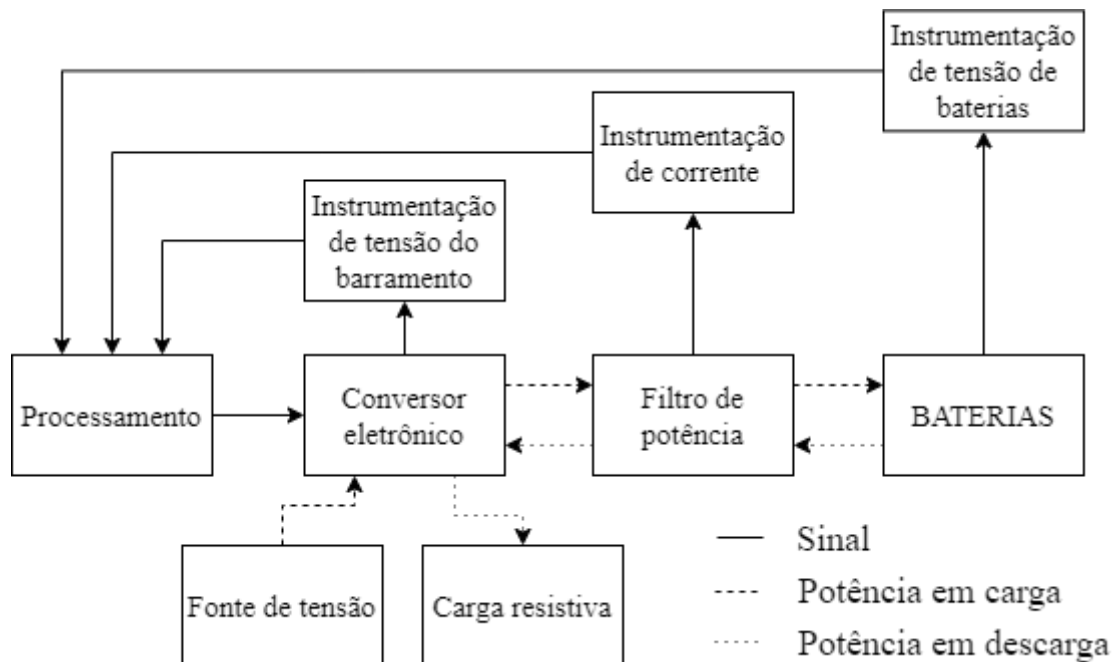 Instrumentação
de tensão de
baterias
Instrumentação
de corrente
Instrumentação
de tensão do
barramento
Processamento
Conversor
eletrônico
Filtro de
potência
BATERIAS
Fonte de tensão
Carga resistiva
Sinal
Potência em carga
Potência em descarga